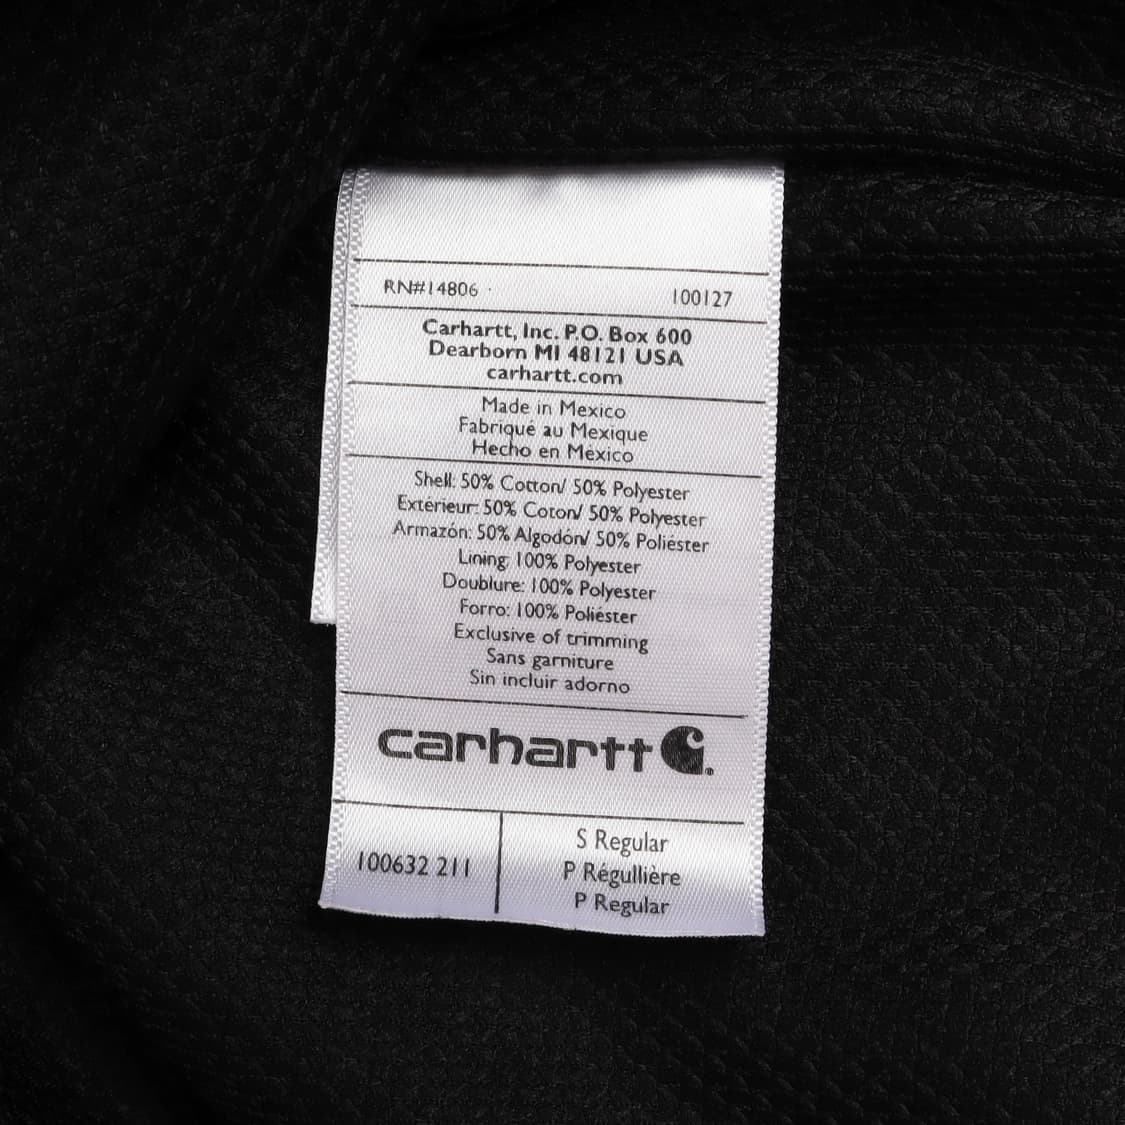 RN#14806 100127
Carhartt, Inc. P.O. Box 600
Dearborn MI 48121 USA
carhartt.com
Made in Mexico
Fabriqué au Mexique
Hecho en México
Shell: 50% Cotton/ 50% Polyester
Extérieur: 50% Coton/ 50% Polyester
Armazón: 50% Algodón/ 50% Poliéster
Lining: 100% Polyester
Doublure: 100% Polyester
Forro: 100% Poliéster
Exclusive of trimming
Sans garniture
Sin incluir adorno
carhartt
100632 211
S Regular
P Régullière
P Regular